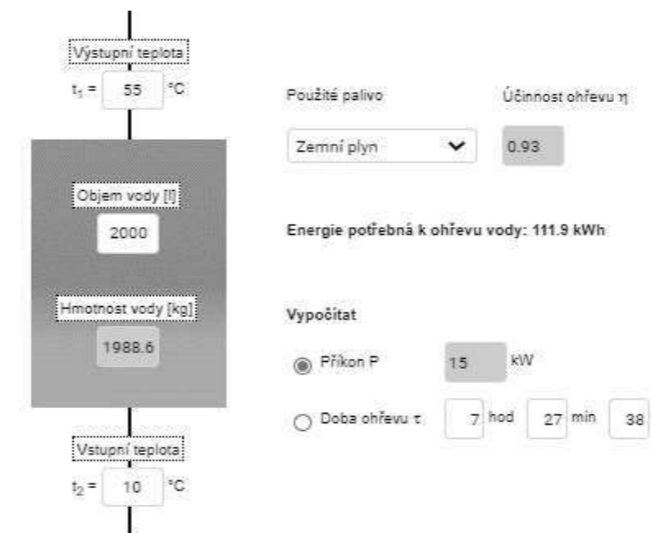 Výstupní teplota
t1 = 55 °C
Objem vody [l]
2000
Hmotnost vody [kg]
1988.6
Vstupní teplota
t2 = 10 °C
Použité palivo
Účinnost ohřevu η
Zemní plyn
0.93
Energie potřebná k ohřevu vody: 111.9 kWh
Vypočítat
Příkon P 15 kW
Doba ohřevu τ 7 hod 27 min 38